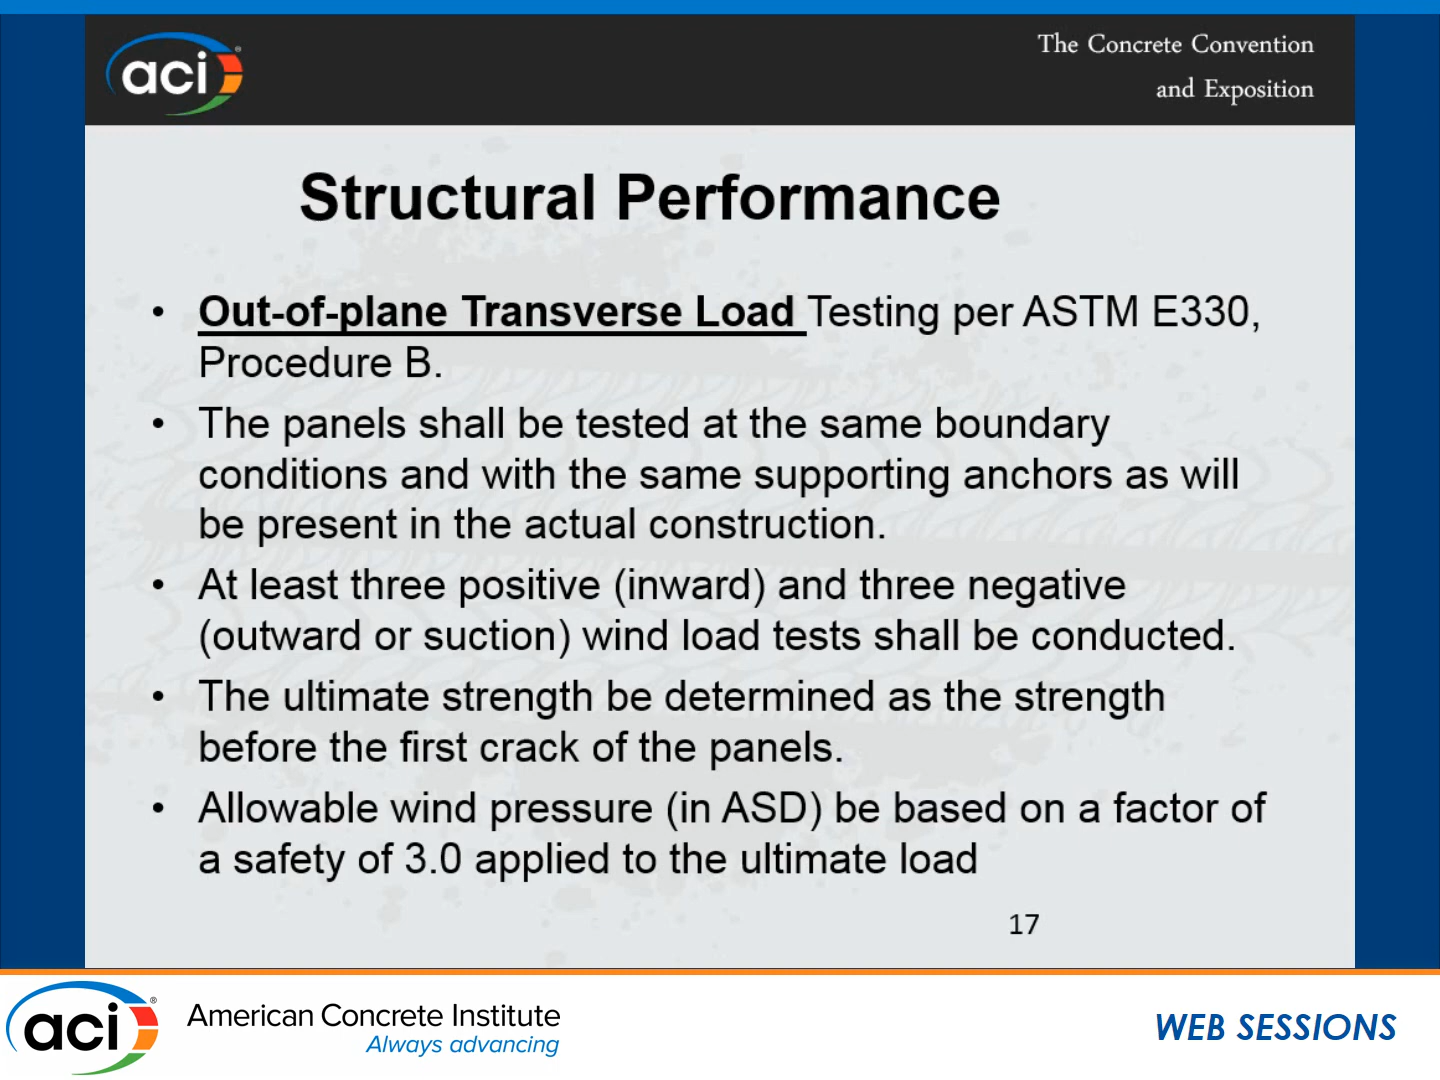 aci®
The Concrete Convention
and Exposition
Structural Performance
• Out-of-plane Transverse Load Testing per ASTM E330,
Procedure B.
• The panels shall be tested at the same boundary
conditions and with the same supporting anchors as will
be present in the actual construction.
• At least three positive (inward) and three negative
(outward or suction) wind load tests shall be conducted.
• The ultimate strength be determined as the strength
before the first crack of the panels.
• Allowable wind pressure (in ASD) be based on a factor of
a safety of 3.0 applied to the ultimate load
17
aci®
American Concrete Institute
Always advancing
WEB SESSIONS